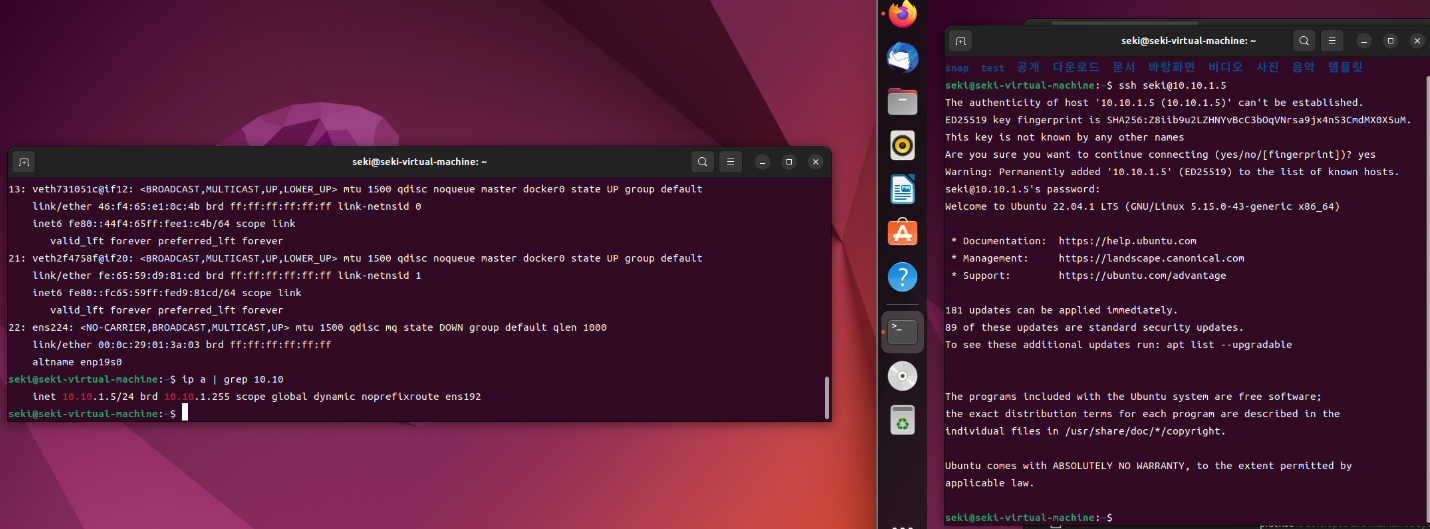 seki@seki-virtual-machine: ~
13: veth731051c@if12: <BROADCAST,MULTICAST,UP,LOWER_UP> mtu 1500 qdisc noqueue master docker0 state UP group default
link/ether 46:f4:65:e1:0c:4b brd ff:ff:ff:ff:ff:ff link-netnsid 0
inet6 fe80::44f4:65ff:fee1:c4b/64 scope link
valid_lft forever preferred_lft forever
21: veth2f4758f@if20: <BROADCAST,MULTICAST,UP,LOWER_UP> mtu 1500 qdisc noqueue master docker0 state UP group default
link/ether fe:65:59:d9:81:cd brd ff:ff:ff:ff:ff:ff link-netnsid 1
inet6 fe80::fc65:59ff:fed9:81cd/64 scope link
valid_lft forever preferred_lft forever
22: ens224: <NO-CARRIER,BROADCAST,MULTICAST,UP> mtu 1500 qdisc mq state DOWN group default qlen 1000
link/ether 00:0c:29:01:3a:03 brd ff:ff:ff:ff:ff:ff
altname enp19s0
seki@seki-virtual-machine:~$ ip a | grep 10.10
inet 10.10.1.5/24 brd 10.10.1.255 scope global dynamic noprefixroute ens192
seki@seki-virtual-machine:~$
seki@seki-virtual-machine: ~
snap test 공개 다운로드 문서 바탕화면 비디오 사진 음악 템플릿
seki@seki-virtual-machine:~$ ssh seki@10.10.1.5
The authenticity of host '10.10.1.5 (10.10.1.5)' can't be established.
ED25519 key fingerprint is SHA256:Z8iib9u2LZHNYvBcC3bOqVNrsa9jx4nS3CmdMX0X5uM.
This key is not known by any other names
Are you sure you want to continue connecting (yes/no/[fingerprint])? yes
Warning: Permanently added '10.10.1.5' (ED25519) to the list of known hosts.
seki@10.10.1.5's password:
Welcome to Ubuntu 22.04.1 LTS (GNU/Linux 5.15.0-43-generic x86_64)
* Documentation: https://help.ubuntu.com
* Management: https://landscape.canonical.com
* Support: https://ubuntu.com/advantage
181 updates can be applied immediately.
89 of these updates are standard security updates.
To see these additional updates run: apt list --upgradable
The programs included with the Ubuntu system are free software;
the exact distribution terms for each program are described in the
individual files in /usr/share/doc/*/copyright.
Ubuntu comes with ABSOLUTELY NO WARRANTY, to the extent permitted by
applicable law.
seki@seki-virtual-machine:~$